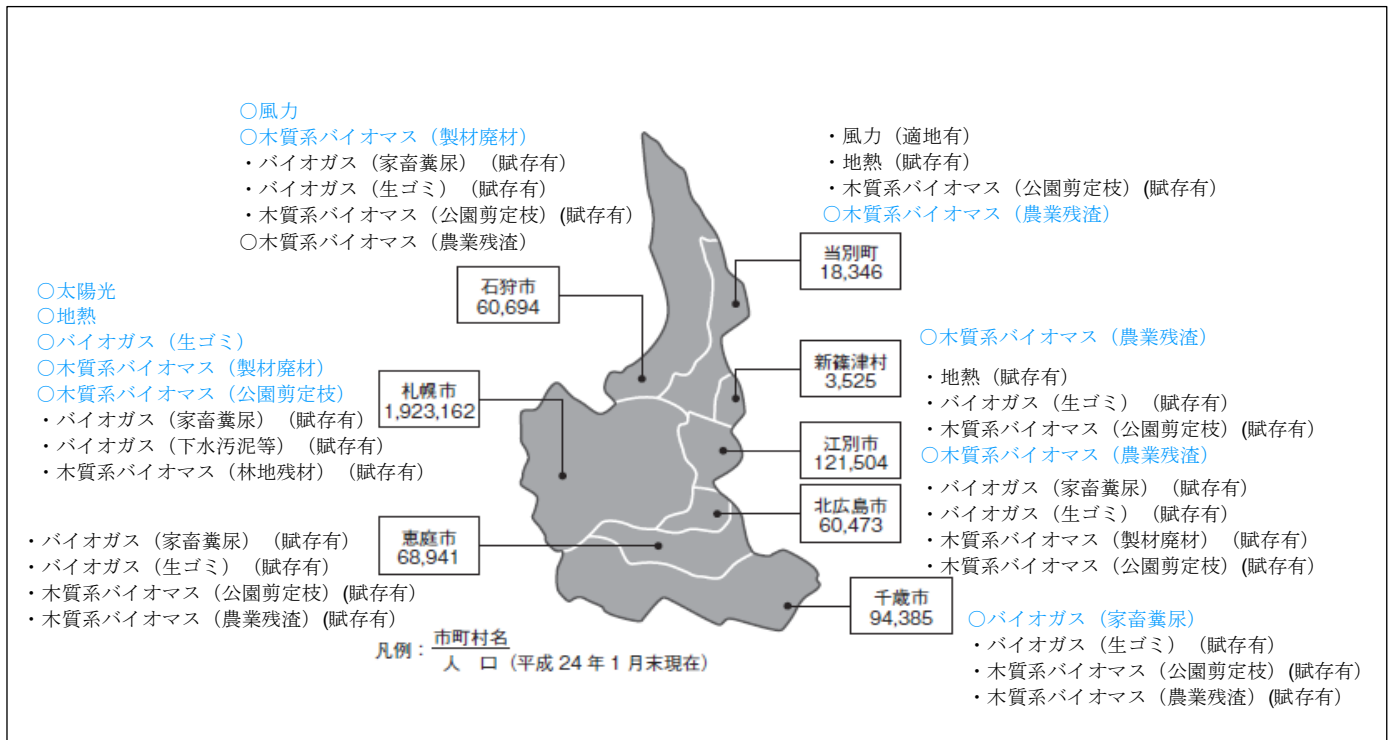 ○風力
○木質系バイオマス（製材廃材）
・バイオガス（家畜糞尿）（賦存有）
・バイオガス（生ゴミ）（賦存有）
・木質系バイオマス（公園剪定枝）(賦存有）
○木質系バイオマス（農業残渣）
・風力（適地有）
・地熱（賦存有）
・木質系バイオマス（公園剪定枝）(賦存有）
○木質系バイオマス（農業残渣）
当別町
18,346
石狩市
60,694
○太陽光
○地熱
○バイオガス（生ゴミ）
○木質系バイオマス（製材廃材）
○木質系バイオマス（公園剪定枝）
・バイオガス（家畜糞尿）（賦存有）
・バイオガス（下水汚泥等）（賦存有）
・木質系バイオマス（林地残材）（賦存有）
札幌市
1,923,162
新篠津村
3,525
○木質系バイオマス（農業残渣）
・地熱（賦存有）
・バイオガス（生ゴミ）（賦存有）
・木質系バイオマス（公園剪定枝）(賦存有）
江別市
121,504
○木質系バイオマス（農業残渣）
・バイオガス（家畜糞尿）（賦存有）
・バイオガス（生ゴミ）（賦存有）
・木質系バイオマス（製材廃材）（賦存有）
・木質系バイオマス（公園剪定枝）(賦存有）
北広島市
60,473
・バイオガス（家畜糞尿）（賦存有）
・バイオガス（生ゴミ）（賦存有）
・木質系バイオマス（公園剪定枝）(賦存有）
・木質系バイオマス（農業残渣）(賦存有）
恵庭市
68,941
千歳市
94,385
○バイオガス（家畜糞尿）
・バイオガス（生ゴミ）（賦存有）
・木質系バイオマス（公園剪定枝）(賦存有）
・木質系バイオマス（農業残渣）(賦存有）
凡例：市町村名
人　口（平成 24 年 1 月末現在）